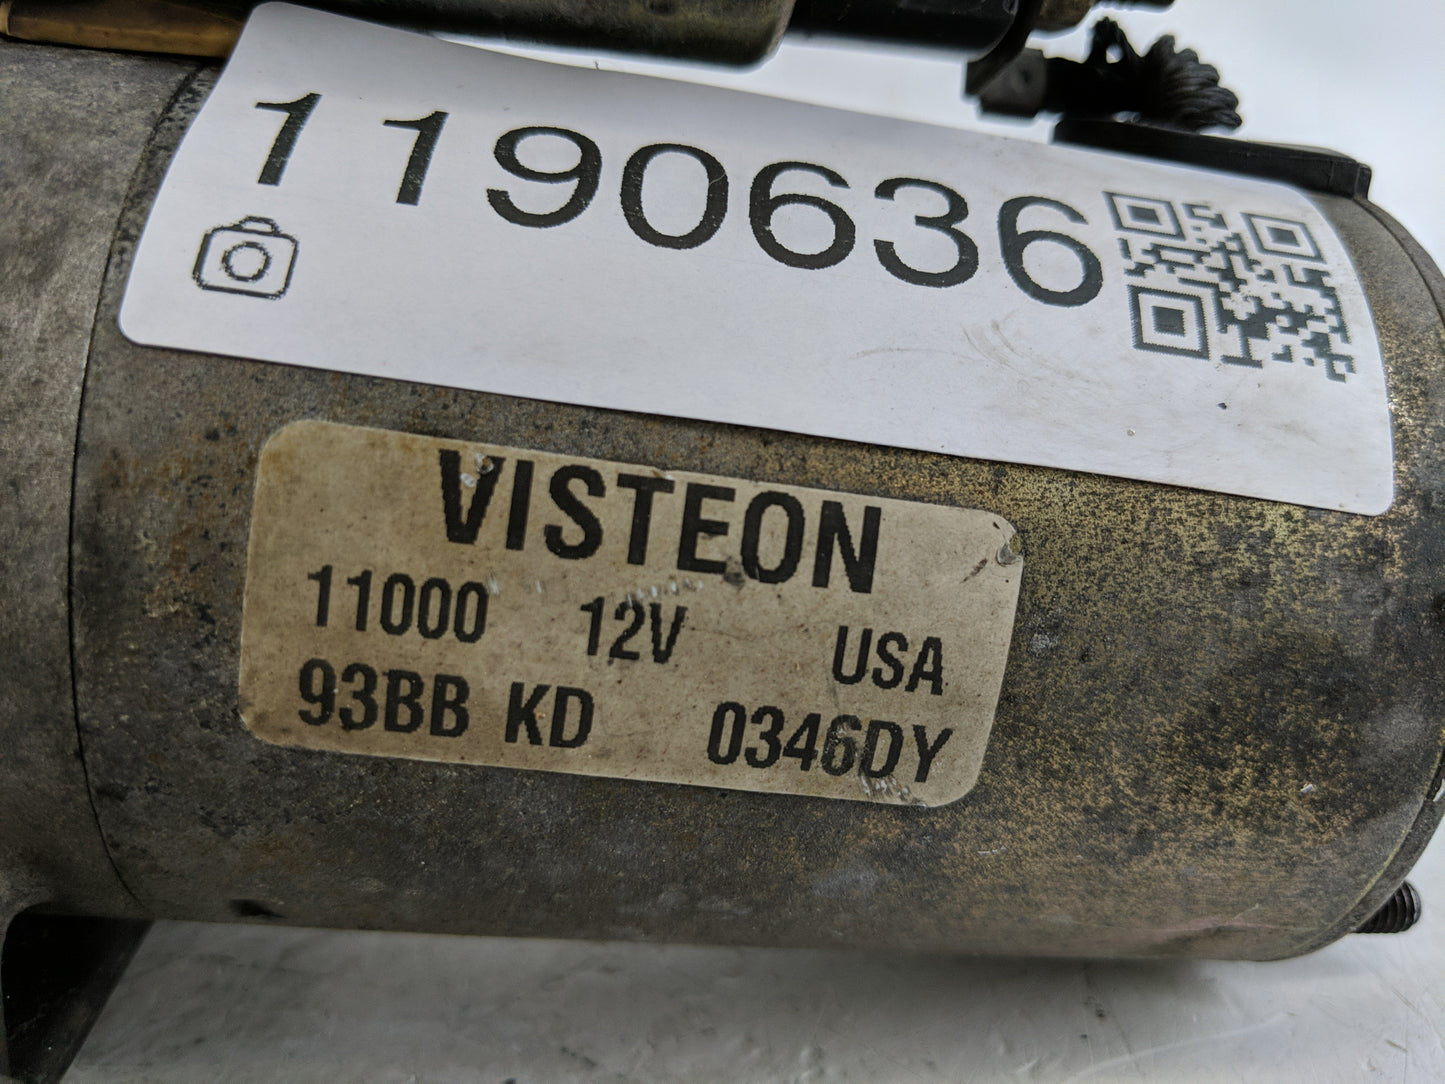 1190636
VISTEON
11000 12V USA
93BB KD 0346DY